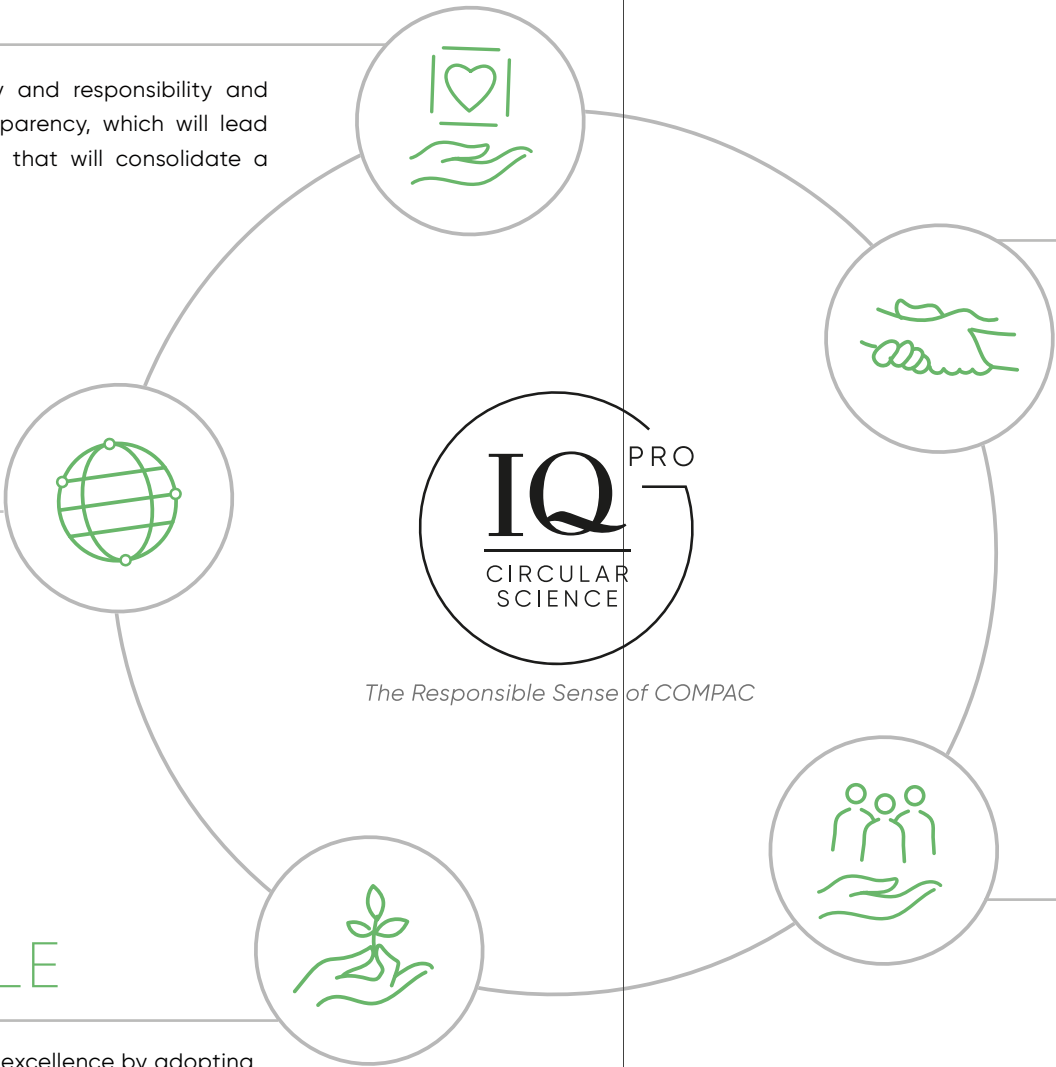 and responsibility and
which will lead
that will consolidate a
PRO
IQ
CIRCULAR
SCIENCE
The Responsible Sense of COMPAC
LE
excellence by adopting